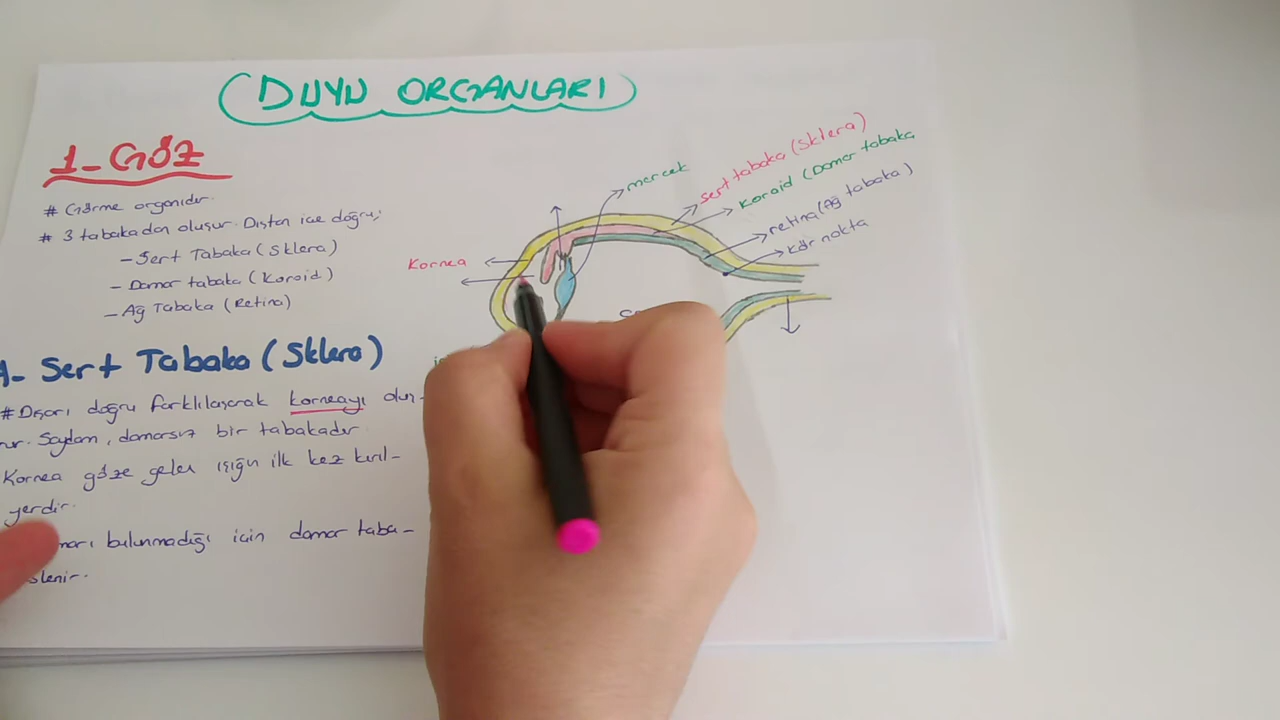 DUYU ORGANLARI
1- GÖZ
# Görme organıdır.
# 3 tabakadan oluşur. Dıştan içe doğru;
- Sert Tabaka (Sklera)
- Damar tabaka (Koroid)
- Ağ Tabaka (Retina)
A- Sert Tabaka (Sklera)
# Dışarı doğru farklılaşarak korneayı oluş-
nur. Saydam, damarsız bir tabakadır
Kornea göze gelen ışığın ilk kez kırıl-
yerdir.
bulunmadığı için damar taba-
slenir.
Kornea
mercek
sert tabaka (Sklera)
koroid (Damar tabaka
retina (Ağ tabaka)
kör nokta